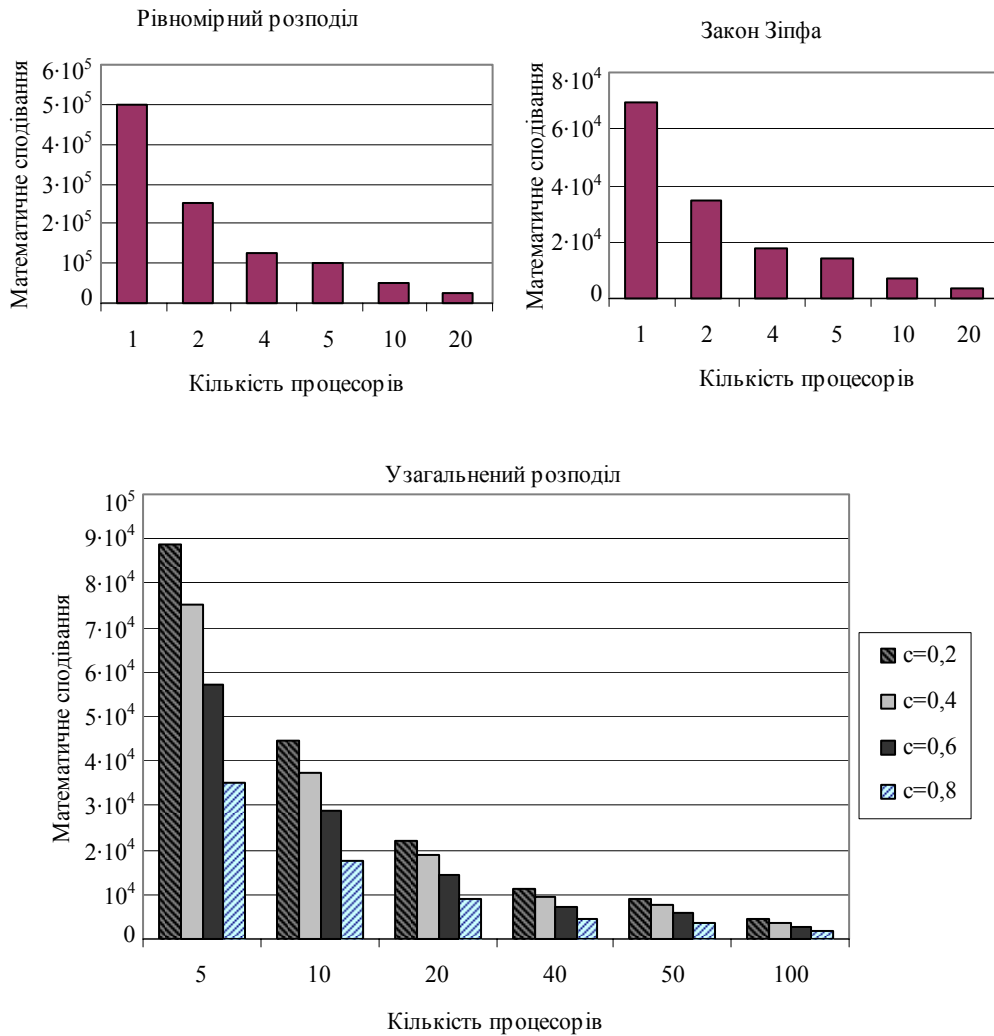 Рівномірний розподіл
Математичне сподівання
6·10⁵
5·10⁵
4·10⁵
3·10⁵
2·10⁵
10⁵
0
1 2 4 5 10 20
Кількість процесорів
Закон Зіпфа
Математичне сподівання
8·10⁴
6·10⁴
4·10⁴
2·10⁴
0
1 2 4 5 10 20
Кількість процесорів
Узагальнений розподіл
Математичне сподівання
10⁵
9·10⁴
8·10⁴
7·10⁴
6·10⁴
5·10⁴
4·10⁴
3·10⁴
2·10⁴
10⁴
0
5 10 20 40 50 100
Кількість процесорів
c=0,2
c=0,4
c=0,6
c=0,8